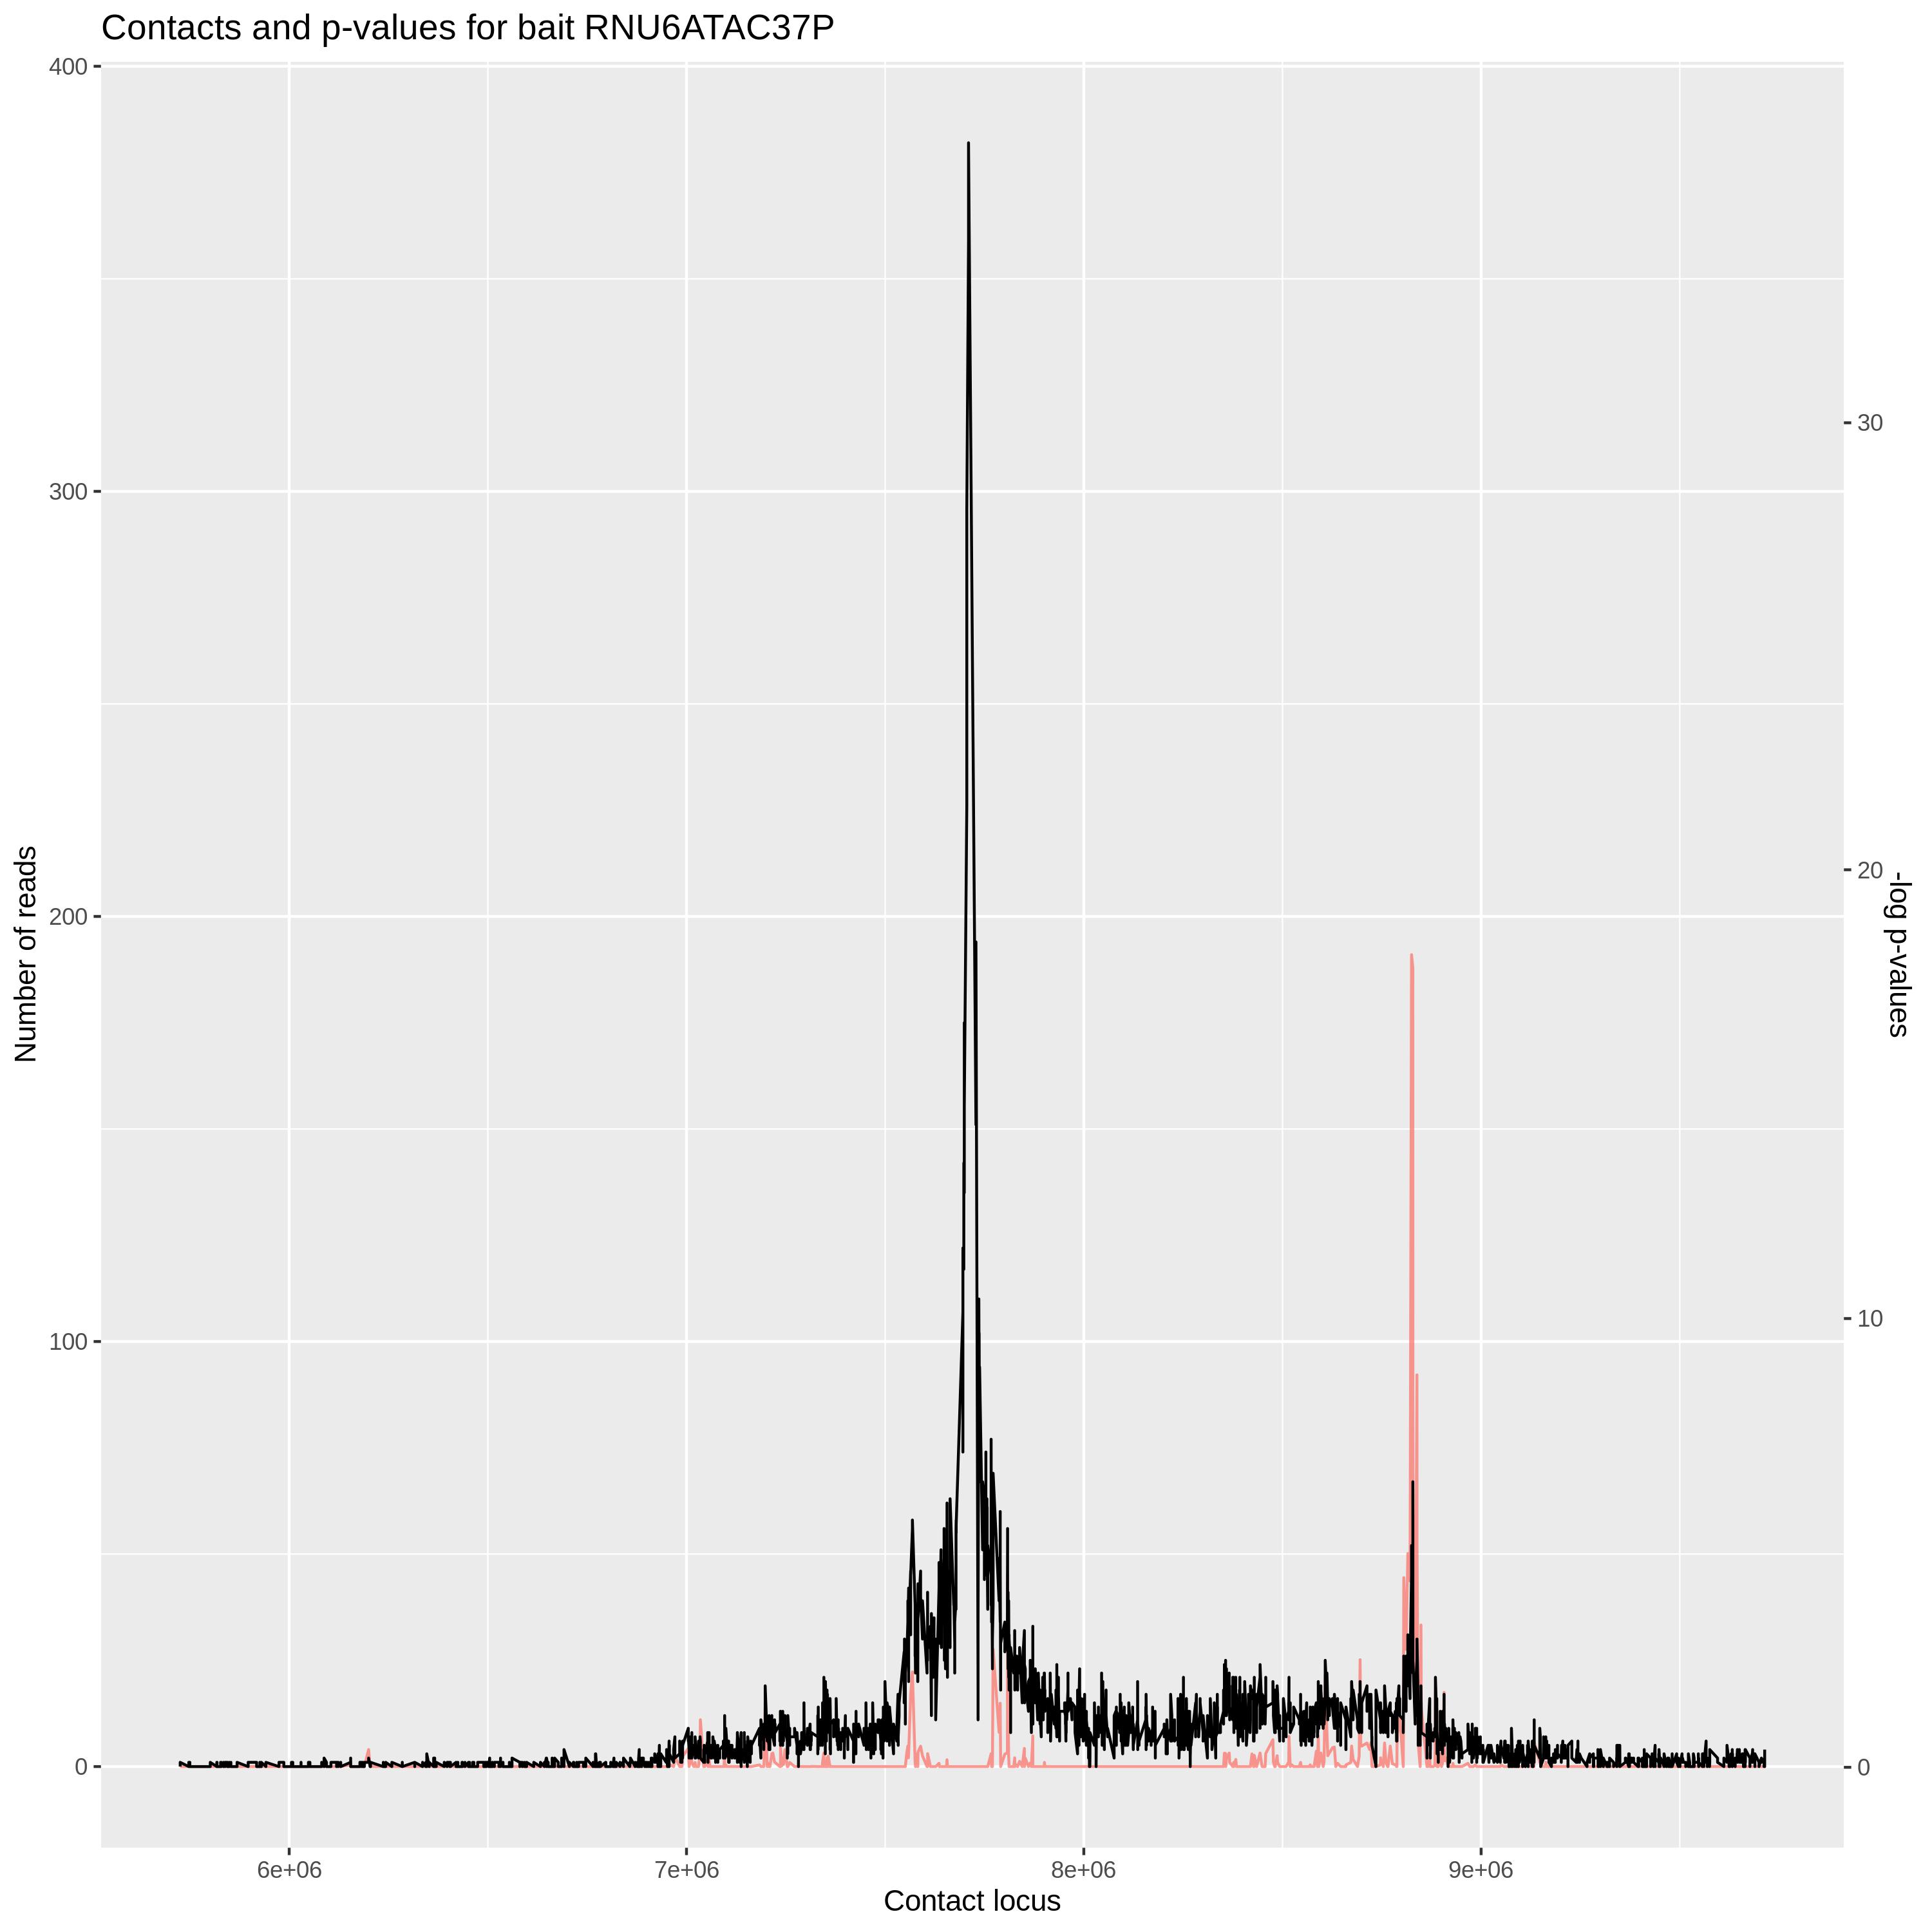 Contacts and p-values for bait RNU6ATAC37P
400
300
200
100
0
Number of reads
30
20
10
0
-log p-values
6e+06 7e+06 8e+06 9e+06
Contact locus